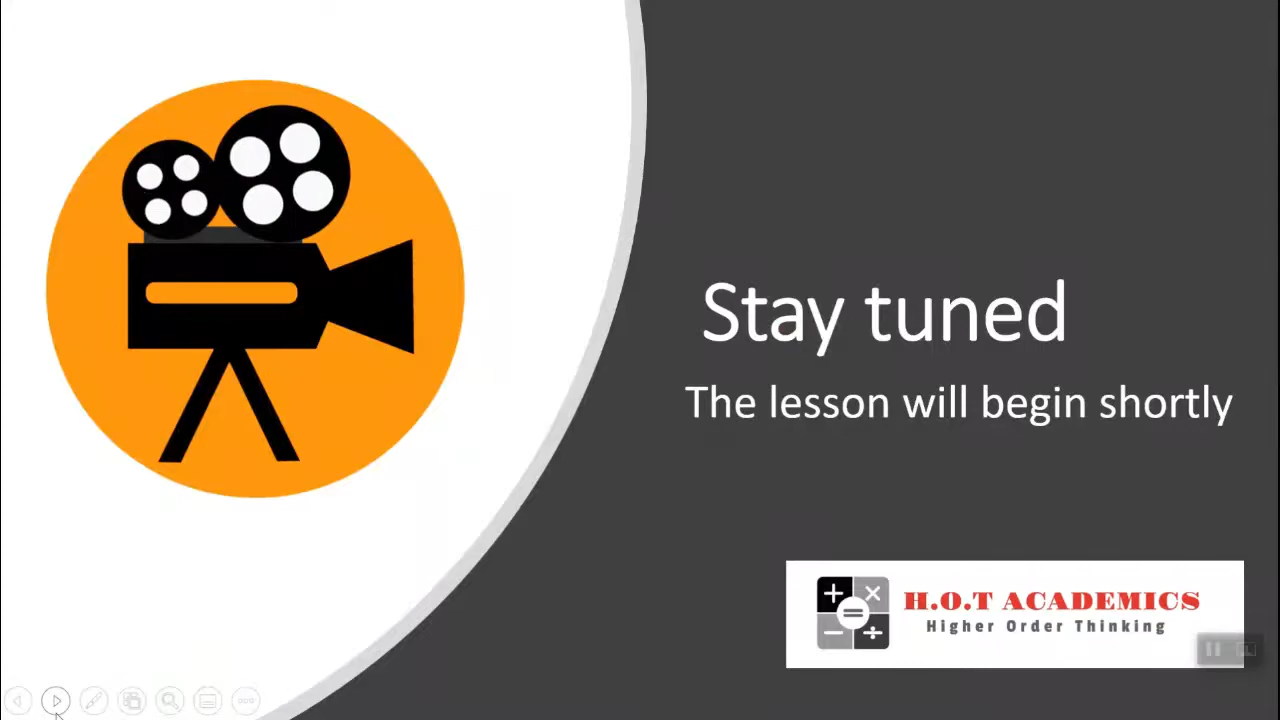 Stay tuned
The lesson will begin shortly
H.O.T ACADEMICS
Higher Order Thinking